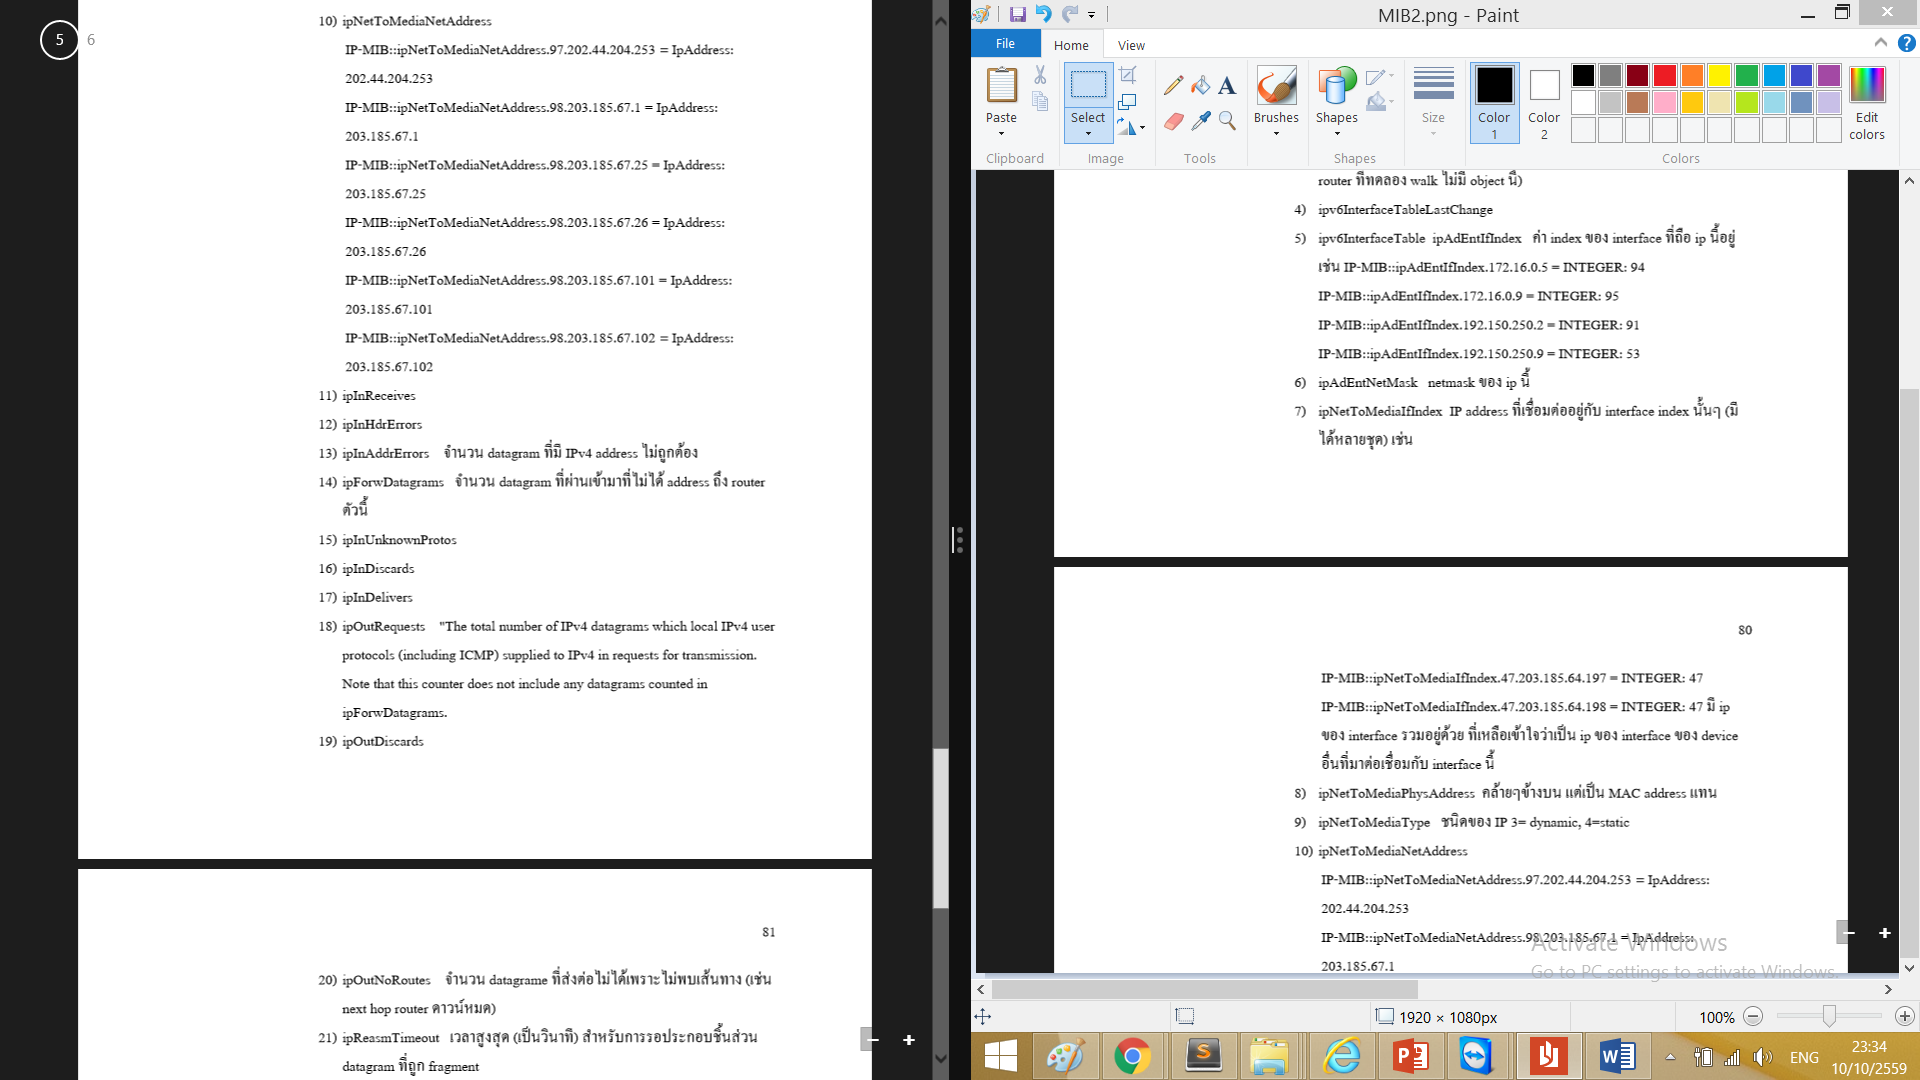 5
6
10) ipNetToMediaNetAddress
IP-MIB::ipNetToMediaNetAddress.97.202.44.204.253 = IpAddress:
202.44.204.253
IP-MIB::ipNetToMediaNetAddress.98.203.185.67.1 = IpAddress:
203.185.67.1
IP-MIB::ipNetToMediaNetAddress.98.203.185.67.25 = IpAddress:
203.185.67.25
IP-MIB::ipNetToMediaNetAddress.98.203.185.67.26 = IpAddress:
203.185.67.26
IP-MIB::ipNetToMediaNetAddress.98.203.185.67.101 = IpAddress:
203.185.67.101
IP-MIB::ipNetToMediaNetAddress.98.203.185.67.102 = IpAddress:
203.185.67.102
11) ipInReceives
12) ipInHdrErrors
13) ipInAddrErrors จำนวน datagram ที่มี IPv4 address ไม่ถูกต้อง
14) ipForwDatagrams จำนวน datagram ที่ผ่านเข้ามาที่ไม่ได้ address ถึง router
ตัวนี้
15) ipInUnknownProtos
16) ipInDiscards
17) ipInDelivers
18) ipOutRequests "The total number of IPv4 datagrams which local IPv4 user
protocols (including ICMP) supplied to IPv4 in requests for transmission.
Note that this counter does not include any datagrams counted in
ipForwDatagrams.
19) ipOutDiscards
81
20) ipOutNoRoutes จำนวน datagrame ที่ส่งต่อไม่ได้เพราะไม่พบเส้นทาง (เช่น
next hop router ดาวน์หมด)
21) ipReasmTimeout เวลาสูงสุด (เป็นวินาที) สำหรับการรอประกอบชิ้นส่วน
datagram ที่ถูก fragment
MIB2.png - Paint
File Home View
Paste
Select
Brushes
Shapes
Size
Color 1
Color 2
Edit colors
Clipboard
Image
Tools
Shapes
Colors
router ที่ทดลอง walk ไม่มี object นี้)
4) ipv6InterfaceTableLastChange
5) ipv6InterfaceTable ipAdEntIfIndex ค่า index ของ interface ที่ถือ ip นี้อยู่
เช่น IP-MIB::ipAdEntIfIndex.172.16.0.5 = INTEGER: 94
IP-MIB::ipAdEntIfIndex.172.16.0.9 = INTEGER: 95
IP-MIB::ipAdEntIfIndex.192.150.250.2 = INTEGER: 91
IP-MIB::ipAdEntIfIndex.192.150.250.9 = INTEGER: 53
6) ipAdEntNetMask netmask ของ ip นี้
7) ipNetToMediaIfIndex IP address ที่เชื่อมต่ออยู่กับ interface index นั้นๆ (มี
ได้หลายชุด) เช่น
80
IP-MIB::ipNetToMediaIfIndex.47.203.185.64.197 = INTEGER: 47
IP-MIB::ipNetToMediaIfIndex.47.203.185.64.198 = INTEGER: 47 มี ip
ของ interface รวมอยู่ด้วย ที่เหลือเข้าใจว่าเป็น ip ของ interface ของ device
อื่นที่มาต่อเชื่อมกับ interface นี้
8) ipNetToMediaPhysAddress คล้ายๆข้างบน แต่เป็น MAC address แทน
9) ipNetToMediaType ชนิดของ IP 3= dynamic, 4=static
10) ipNetToMediaNetAddress
IP-MIB::ipNetToMediaNetAddress.97.202.44.204.253 = IpAddress:
202.44.204.253
IP-MIB::ipNetToMediaNetAddress.98.203.185.67.1 = IpAddress:
203.185.67.1
Activate Windows
Go to PC settings to activate Windows.
1920 × 1080px
100%
ENG
23:34
10/10/2559